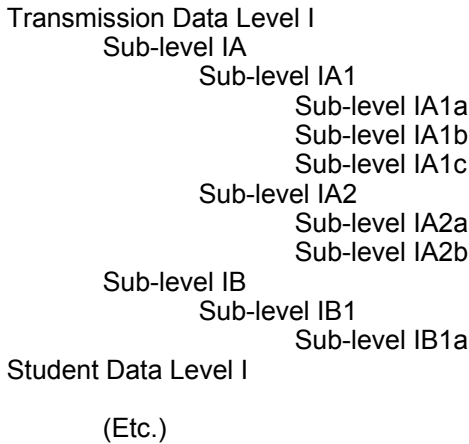 Transmission Data Level I
Sub-level IA
Sub-level IA1
Sub-level IA1a
Sub-level IA1b
Sub-level IA1c
Sub-level IA2
Sub-level IA2a
Sub-level IA2b
Sub-level IB
Sub-level IB1
Sub-level IB1a
Student Data Level I
(Etc.)